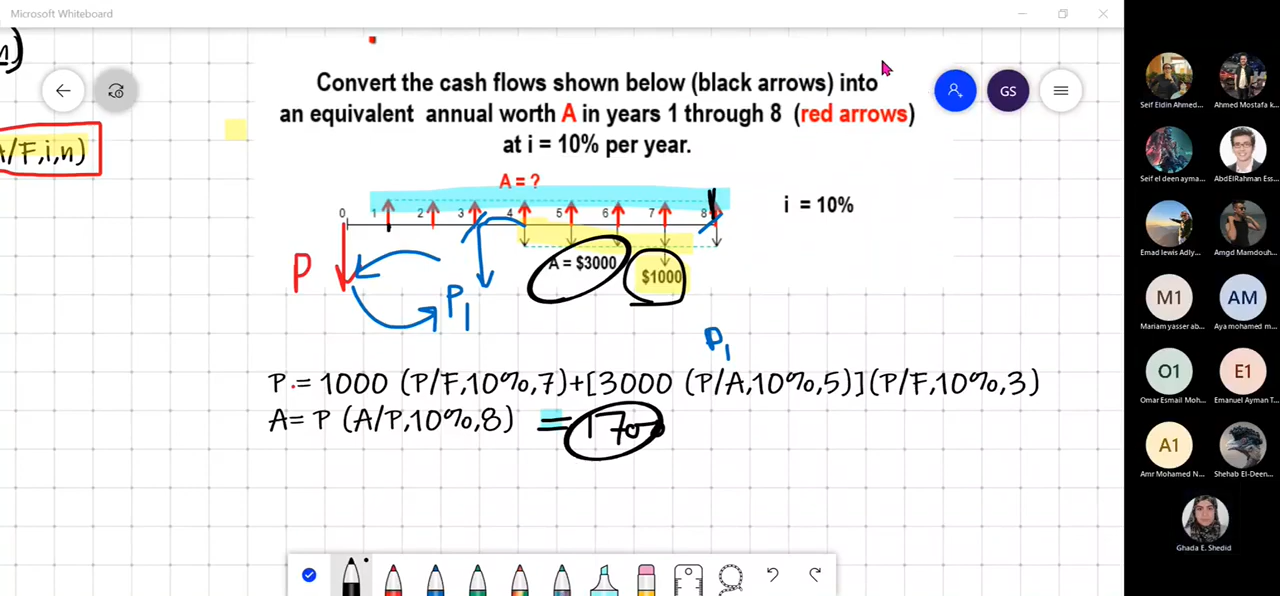 Microsoft Whiteboard
n)
A/F,i,n)
Convert the cash flows shown below (black arrows) into
an equivalent annual worth A in years 1 through 8 (red arrows)
at i = 10% per year.
GS
A = ?
0 1 2 3 4 5 6 7 8
i = 10%
P
A = $3000
$1000
P1
P1
P = 1000 (P/F,10%,7)+[3000 (P/A,10%,5)](P/F,10%,3)
A= P (A/P,10%,8) = 1700
Seif Eldin Ahmed...
Ahmed Mostafa k...
Seif el deen ayma...
AbdElRahman Ess...
Emad lewis Adly...
Amgd Mamdouh...
M1
AM
Mariam yasser ab...
Aya mohamed m...
O1
E1
Omar Esmail Moh...
Emanuel Ayman T...
A1
Amr Mohamed N...
Shehab El-Deen...
Ghada E. Shedid